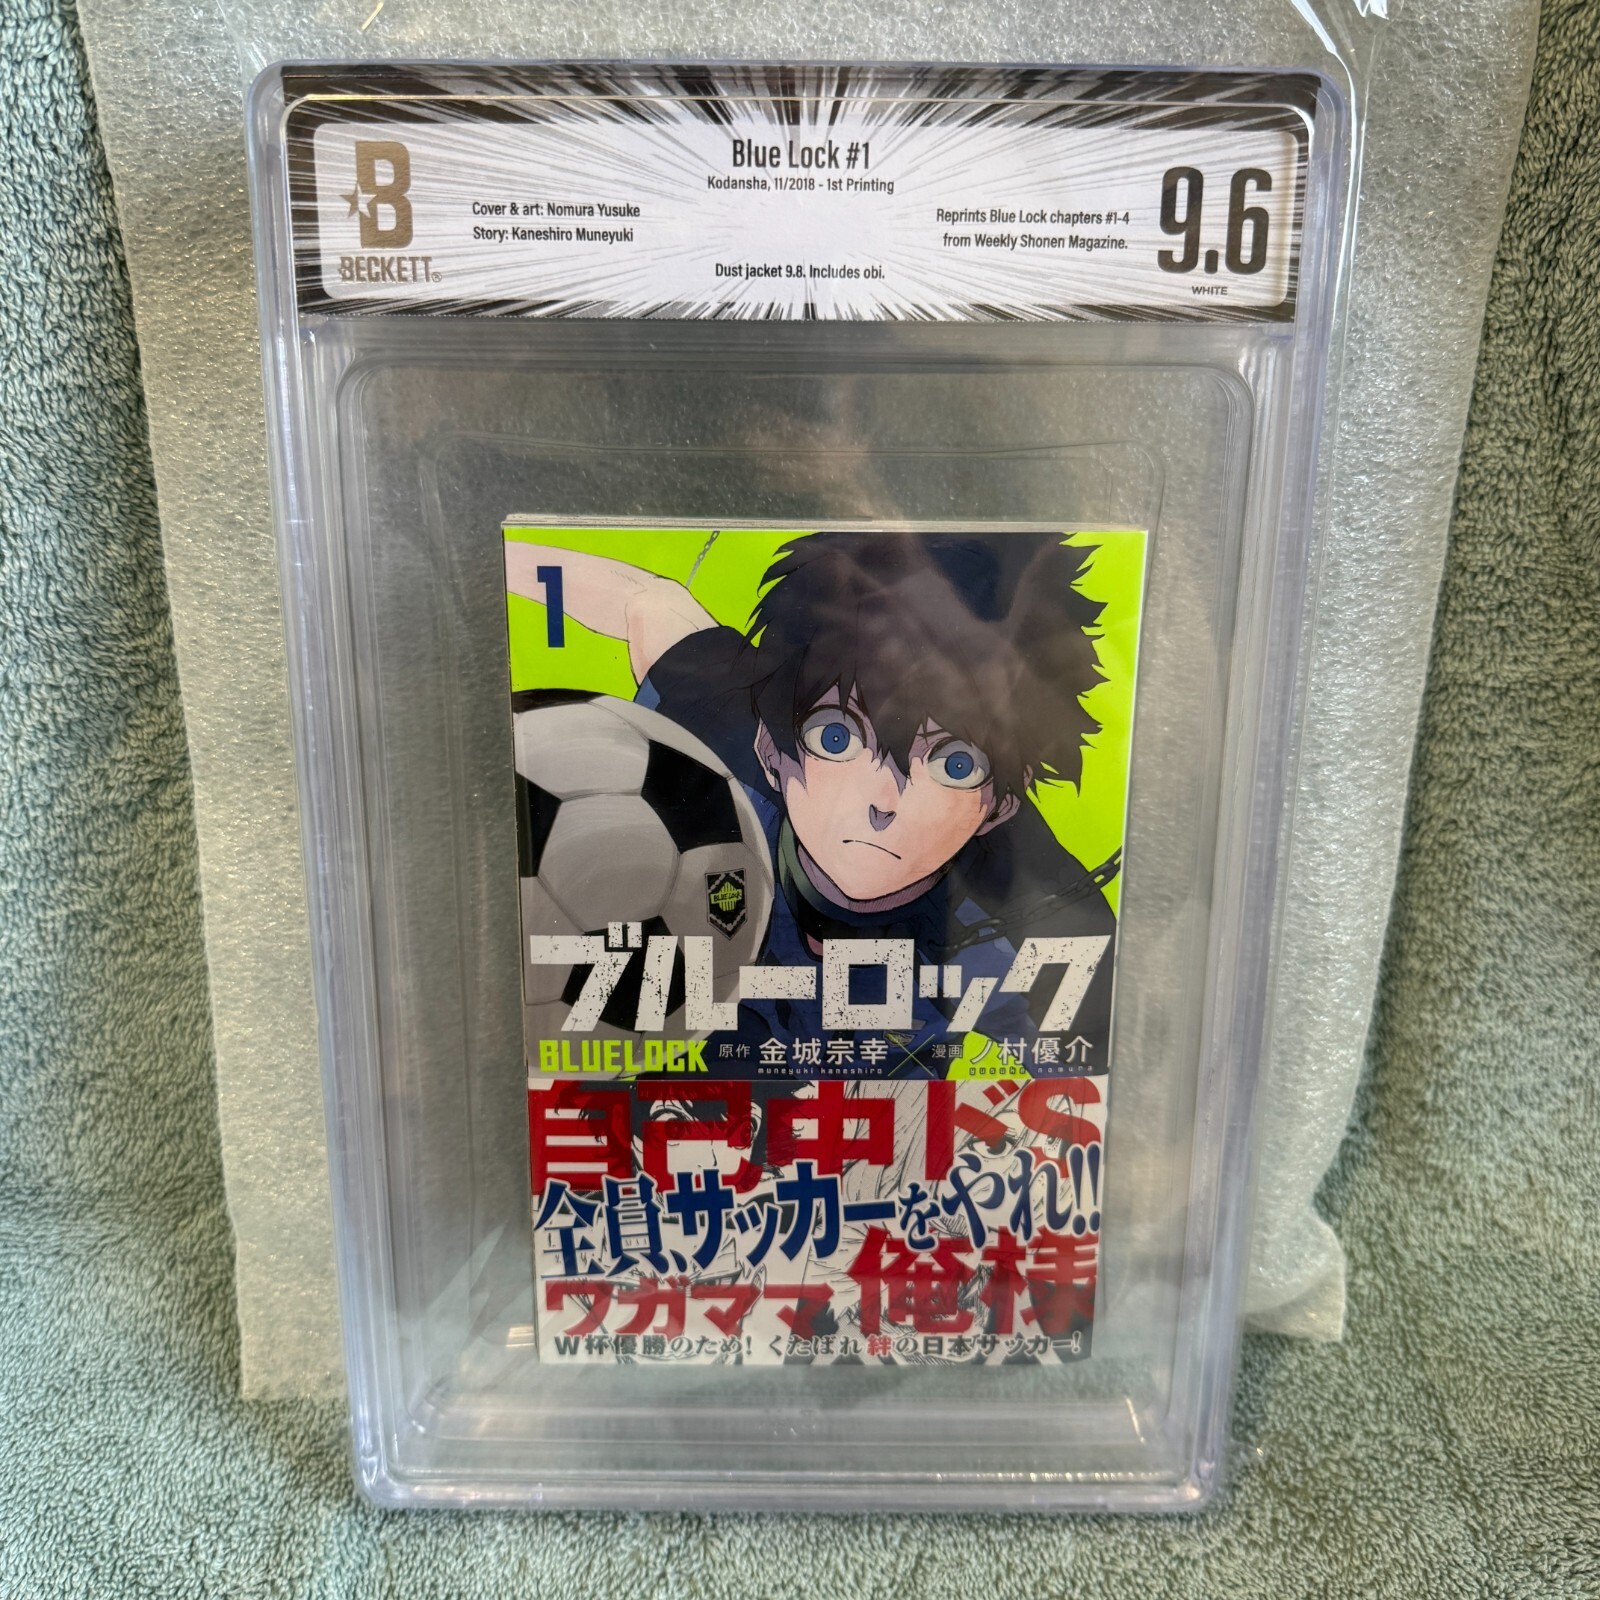 Blue Lock #1
Kodansha, 11/2018 - 1st Printing
B
BECKETT®
Cover & art: Nomura Yusuke
Story: Kaneshiro Muneyuki
Reprints Blue Lock chapters #1-4
from Weekly Shonen Magazine.
Dust jacket 9.8. Includes obi.
9.6
WHITE
1
BLUE LOCK
ブルーロック
BLUELOCK 原作 金城宗幸 × 漫画 ノ村優介
muneyuki kaneshiro yusuke nomura
自己中ドS
全員、サッカーをやれ!!
ワガママ俺様
W杯優勝のため! くたばれ絆の日本サッカー!